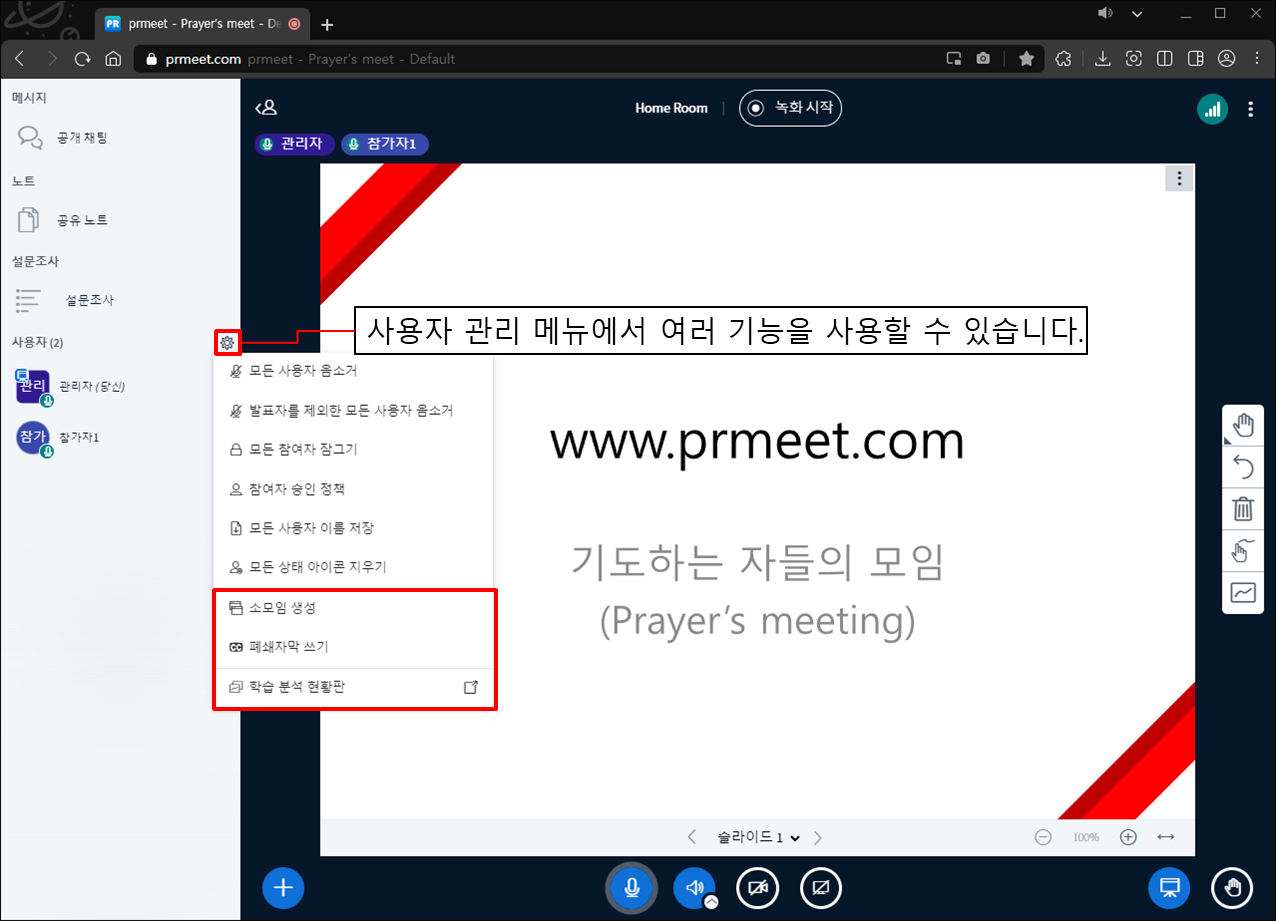 PR prmeet - Prayer's meet - De
prmeet.com prmeet - Prayer's meet - Default
메시지
공개 채팅
노트
공유 노트
설문조사
설문조사
사용자 (2)
관리
관리자 (당신)
참가
참가자1
Home Room
녹화 시작
관리자
참가자1
사용자 관리 메뉴에서 여러 기능을 사용할 수 있습니다.
모든 사용자 음소거
발표자를 제외한 모든 사용자 음소거
모든 참여자 잠그기
참여자 승인 정책
모든 사용자 이름 저장
모든 상태 아이콘 지우기
소모임 생성
폐쇄자막 쓰기
학습 분석 현황판
www.prmeet.com
기도하는 자들의 모임
(Prayer's meeting)
슬라이드 1
100%